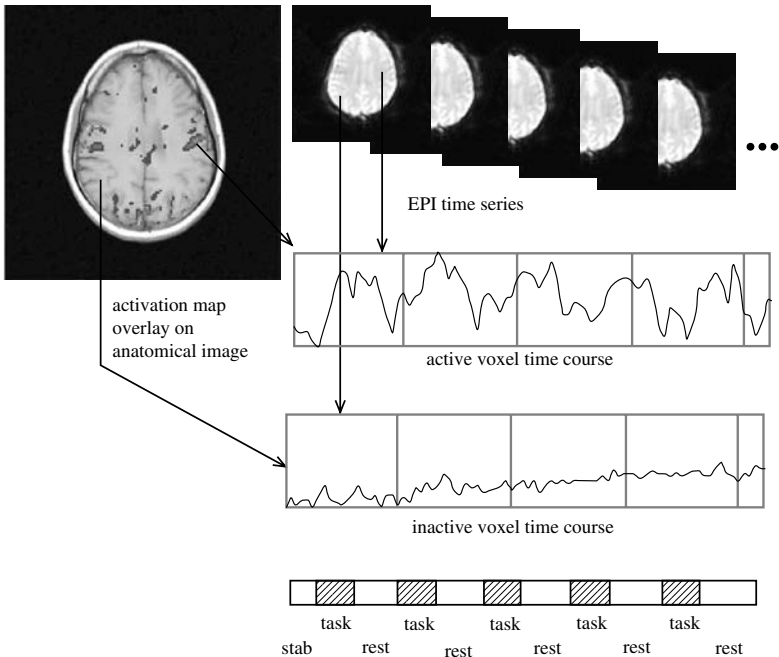 EPI time series
activation map
overlay on
anatomical image
active voxel time course
inactive voxel time course
task task task task task
stab rest rest rest rest rest